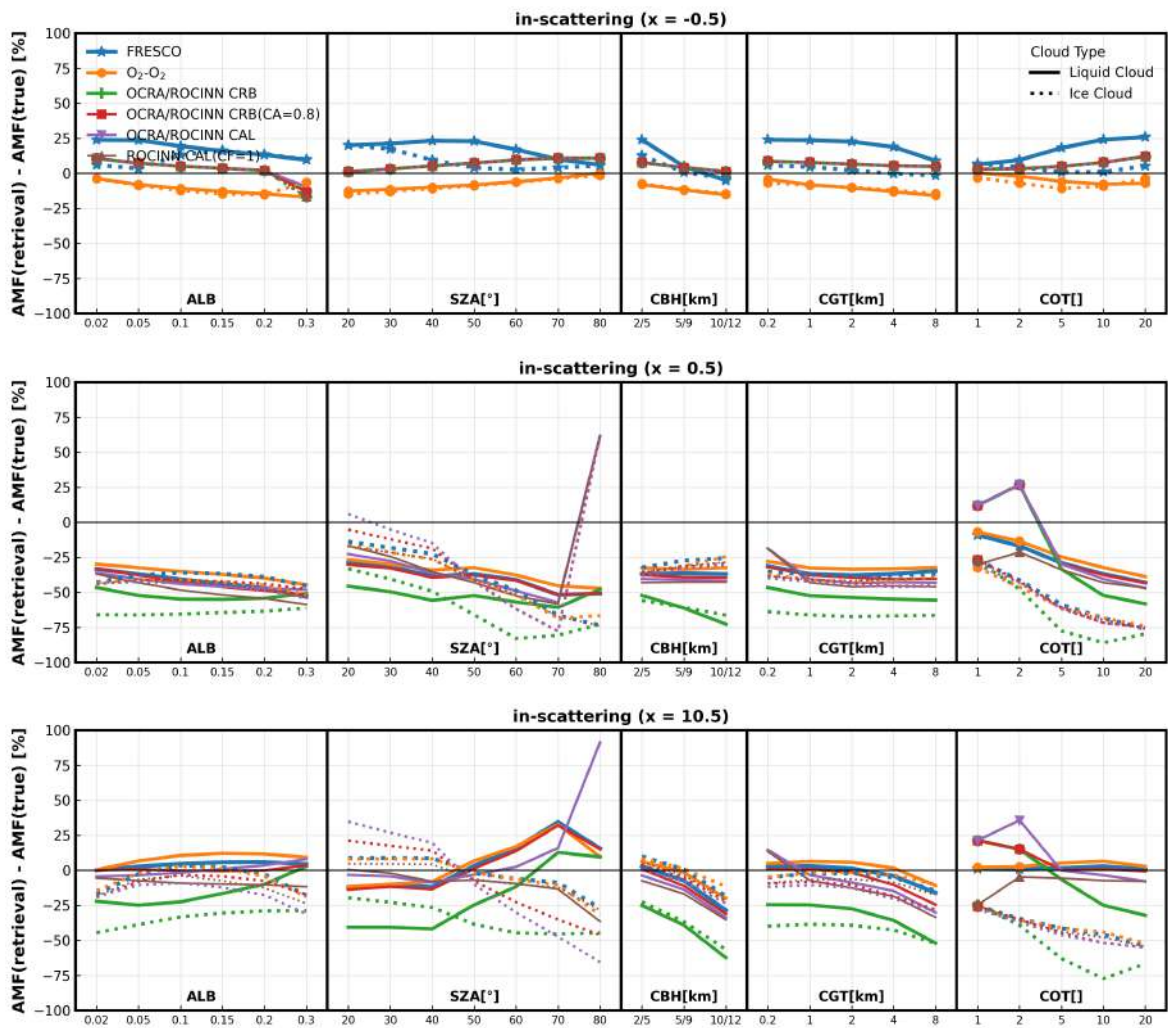 in-scattering (x = -0.5)
AMF(retrieval) - AMF(true) [%]
100
75
50
25
0
−25
−50
−75
−100
FRESCO
O₂-O₂
OCRA/ROCINN CRB
OCRA/ROCINN CRB(CA=0.8)
OCRA/ROCINN CAL
ROCINN CAL(CF=1)
Cloud Type
Liquid Cloud
Ice Cloud
ALB SZA[°] CBH[km] CGT[km] COT[]
0.02 0.05 0.1 0.15 0.2 0.3 20 30 40 50 60 70 80 2/5 5/9 10/12 0.2 1 2 4 8 1 2 5 10 20
in-scattering (x = 0.5)
AMF(retrieval) - AMF(true) [%]
100
75
50
25
0
−25
−50
−75
−100
ALB SZA[°] CBH[km] CGT[km] COT[]
0.02 0.05 0.1 0.15 0.2 0.3 20 30 40 50 60 70 80 2/5 5/9 10/12 0.2 1 2 4 8 1 2 5 10 20
in-scattering (x = 10.5)
AMF(retrieval) - AMF(true) [%]
100
75
50
25
0
−25
−50
−75
−100
ALB SZA[°] CBH[km] CGT[km] COT[]
0.02 0.05 0.1 0.15 0.2 0.3 20 30 40 50 60 70 80 2/5 5/9 10/12 0.2 1 2 4 8 1 2 5 10 20